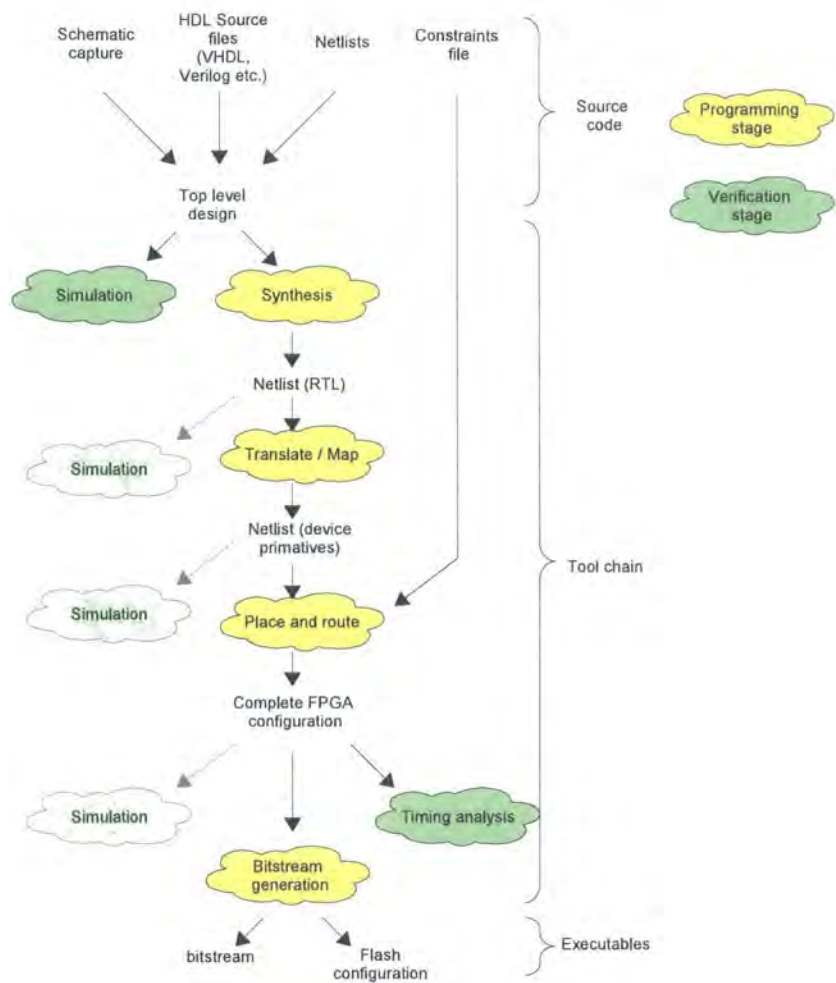 Schematic
capture
HDL Source
files
(VHDL,
Verilog etc.)
Netlists
Constraints
file
Source
code
Programming
stage
Verification
stage
Top level
design
Simulation
Synthesis
Netlist (RTL)
Simulation
Translate / Map
Netlist (device
primatives)
Tool chain
Simulation
Place and route
Complete FPGA
configuration
Simulation
Timing analysis
Bitstream
generation
bitstream
Flash
configuration
Executables